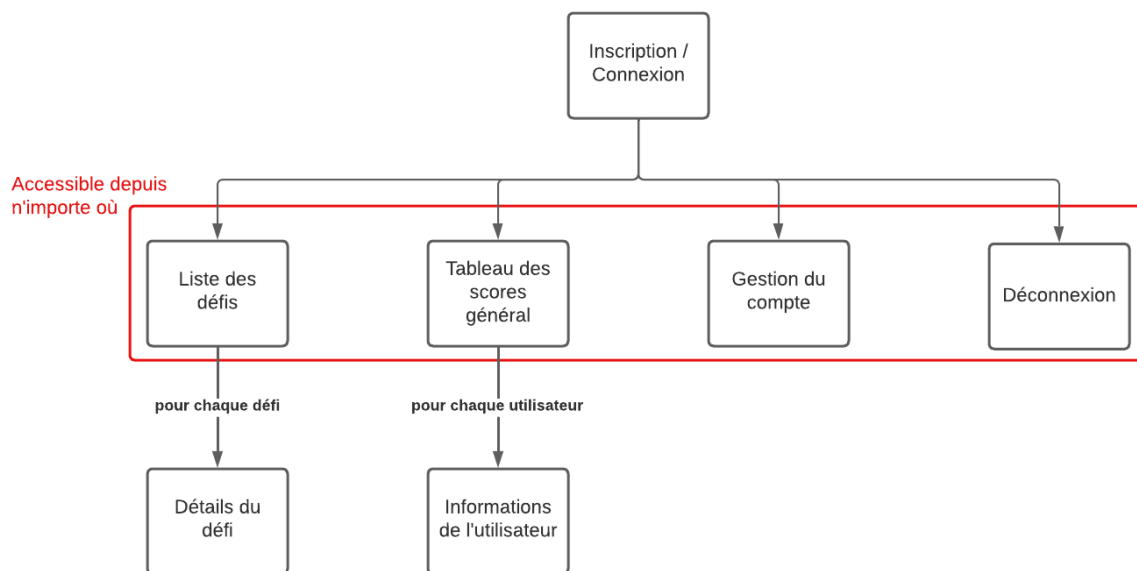 Inscription /
Connexion
Accessible depuis
n'importe où
Liste des
défis
Tableau des
scores
général
Gestion du
compte
Déconnexion
pour chaque défi
pour chaque utilisateur
Détails du
défi
Informations
de l'utilisateur